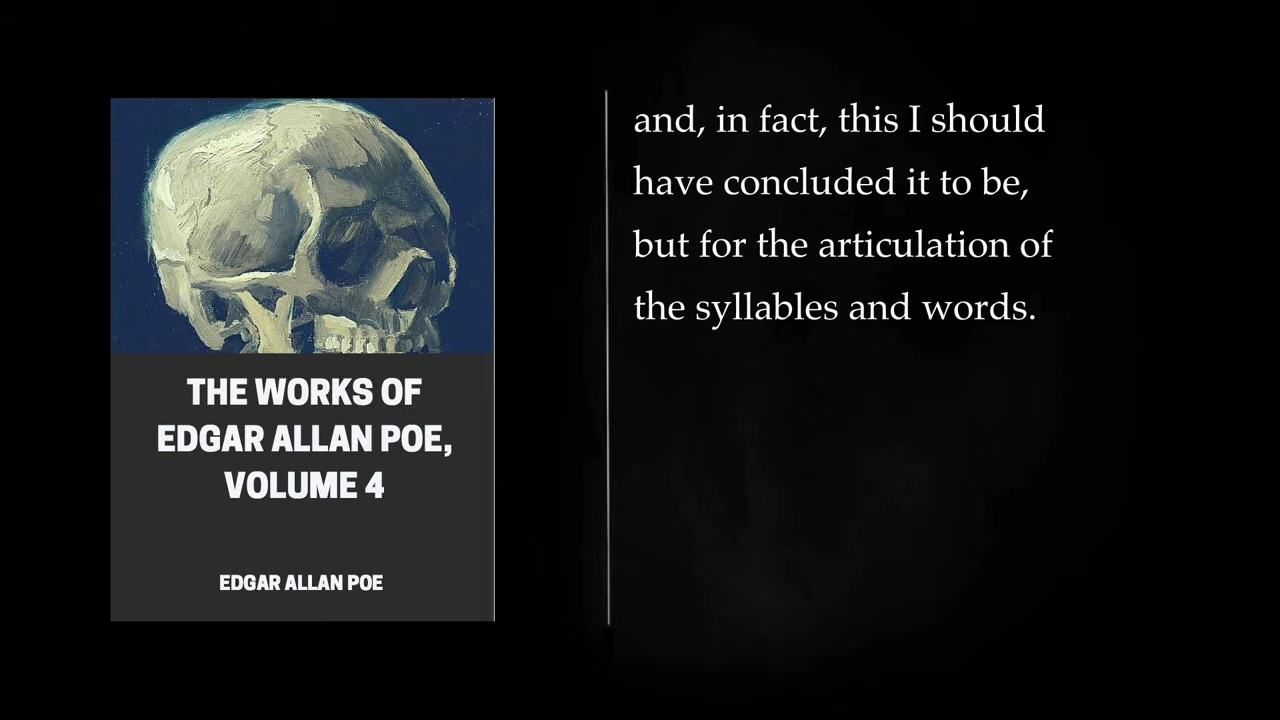 THE WORKS OF
EDGAR ALLAN POE,
VOLUME 4
EDGAR ALLAN POE
and, in fact, this I should
have concluded it to be,
but for the articulation of
the syllables and words.